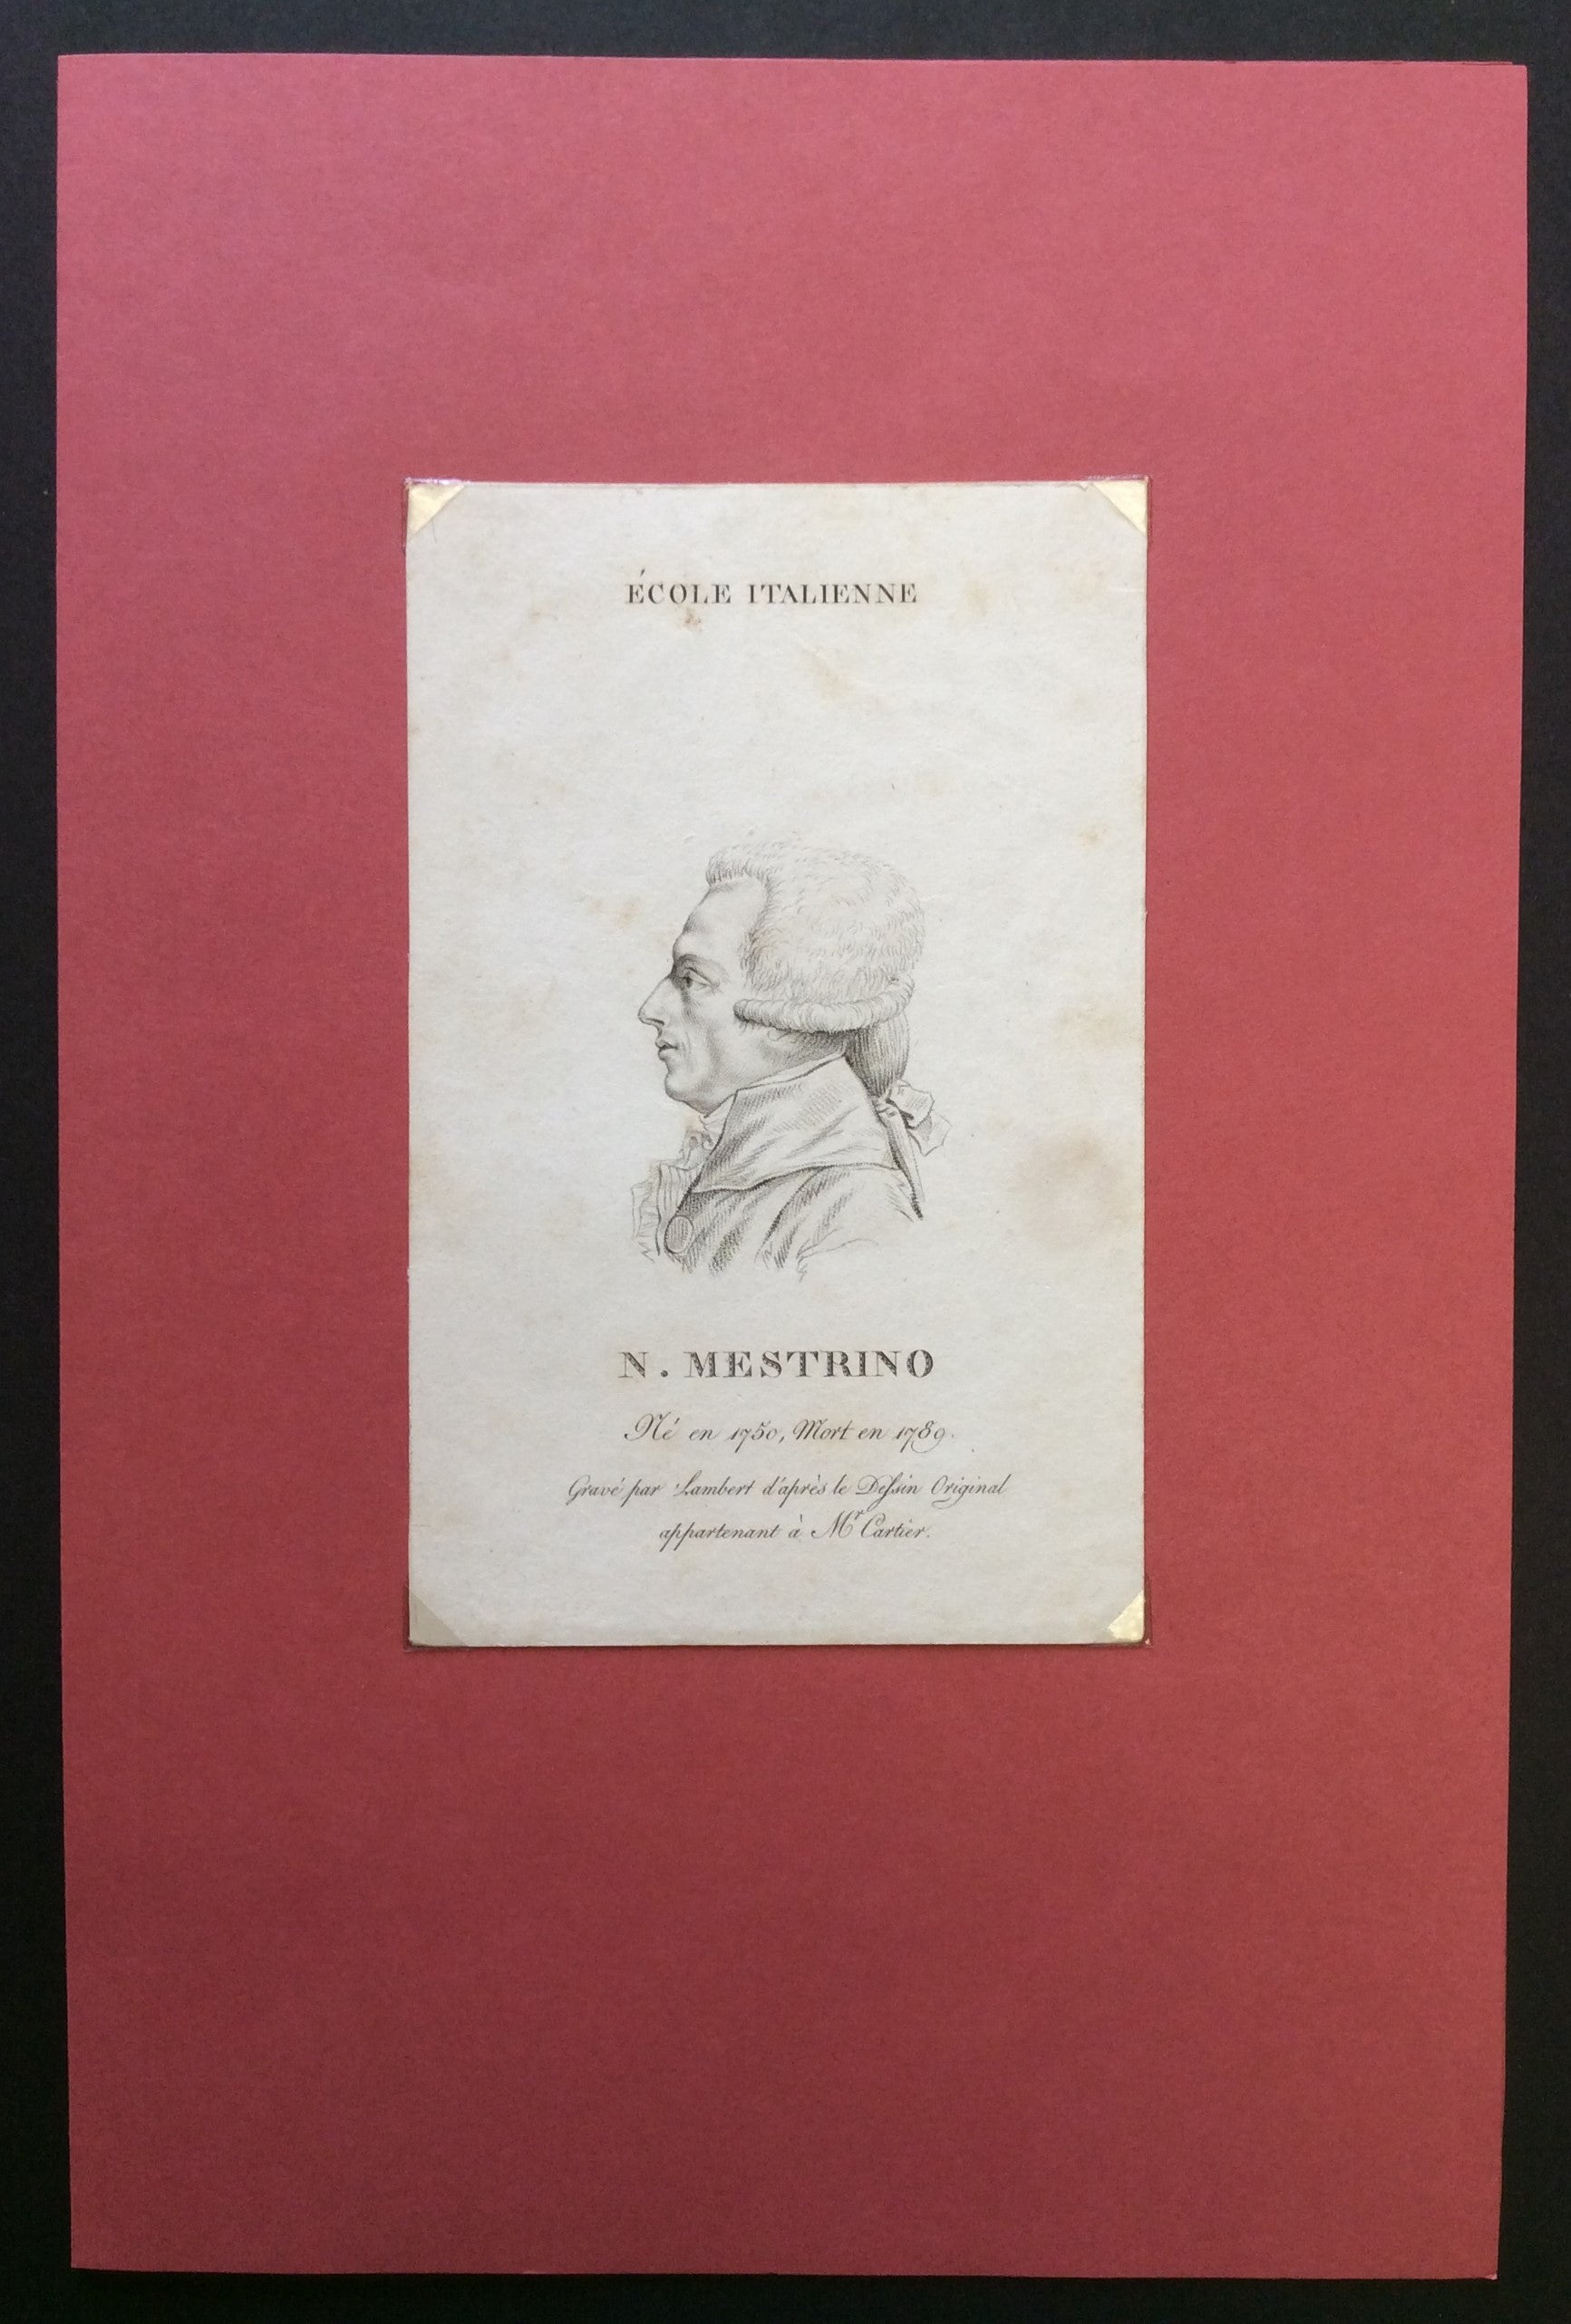 ÉCOLE ITALIENNE
N. MESTRINO
Né en 1750, Mort en 1789.
Gravé par Lambert d'après le Deſsin Original
appartenant à Mr Cartier.